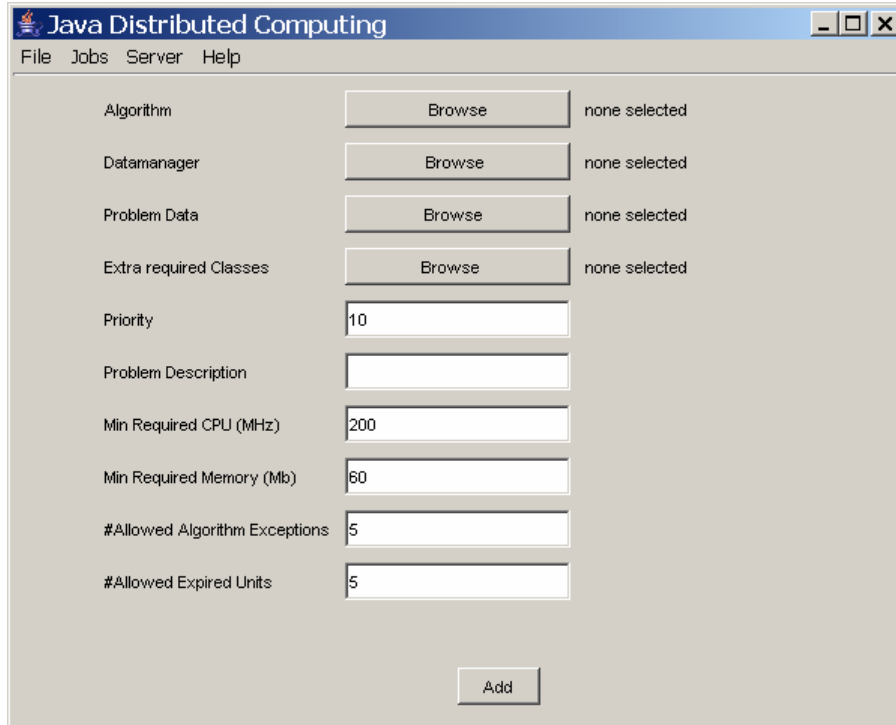 Java Distributed Computing
File Jobs Server Help
Algorithm Browse none selected
Datamanager Browse none selected
Problem Data Browse none selected
Extra required Classes Browse none selected
Priority 10
Problem Description
Min Required CPU (MHz) 200
Min Required Memory (Mb) 60
#Allowed Algorithm Exceptions 5
#Allowed Expired Units 5
Add